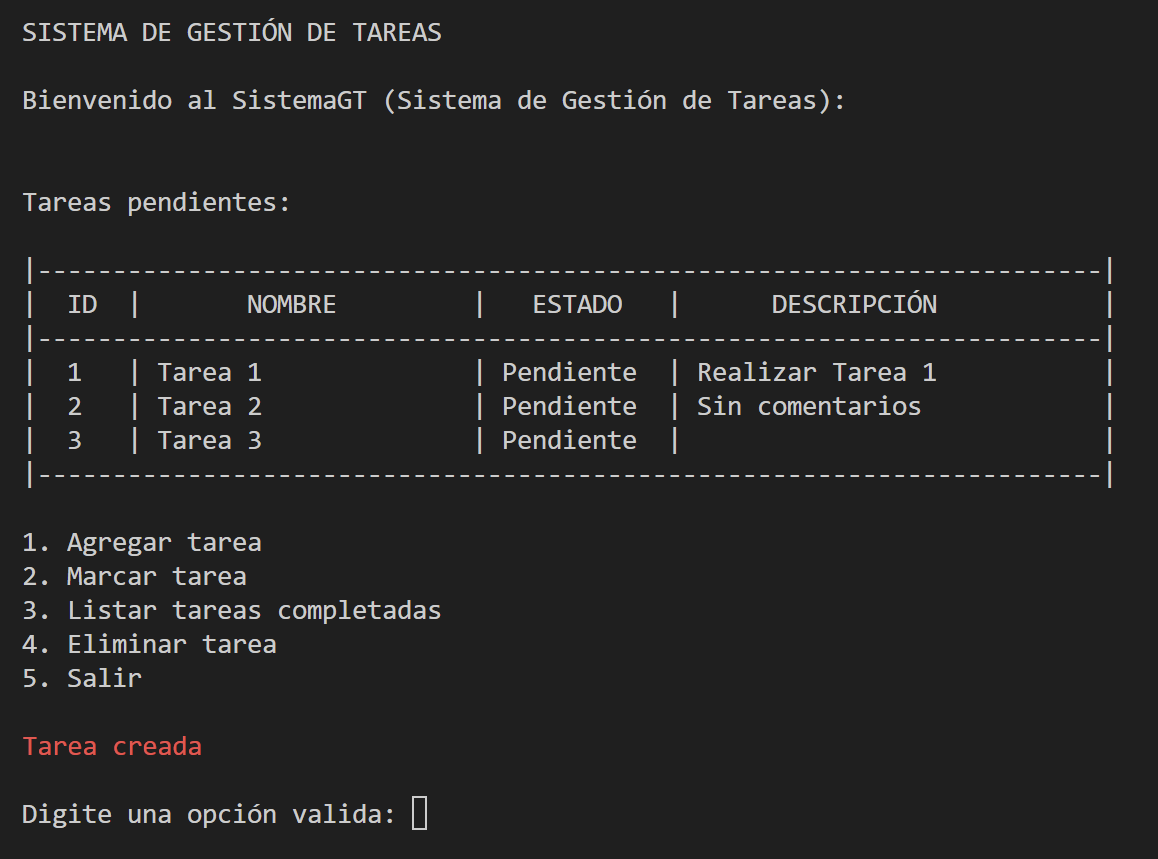 SISTEMA DE GESTIÓN DE TAREAS
Bienvenido al SistemaGT (Sistema de Gestión de Tareas):
Tareas pendientes:
|-----------------------------------------------------------------------|
|  ID  |       NOMBRE         |   ESTADO   |      DESCRIPCIÓN           |
|-----------------------------------------------------------------------|
|  1   | Tarea 1              | Pendiente  | Realizar Tarea 1           |
|  2   | Tarea 2              | Pendiente  | Sin comentarios            |
|  3   | Tarea 3              | Pendiente  |                            |
|-----------------------------------------------------------------------|
1. Agregar tarea
2. Marcar tarea
3. Listar tareas completadas
4. Eliminar tarea
5. Salir
Tarea creada
Digite una opción valida: